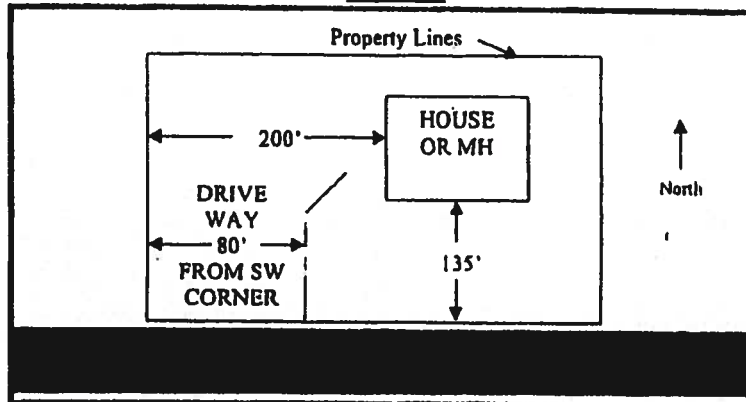 Property Lines
HOUSE
OR MH
200'
North
DRIVE
WAY
80'
FROM SW
CORNER
135'